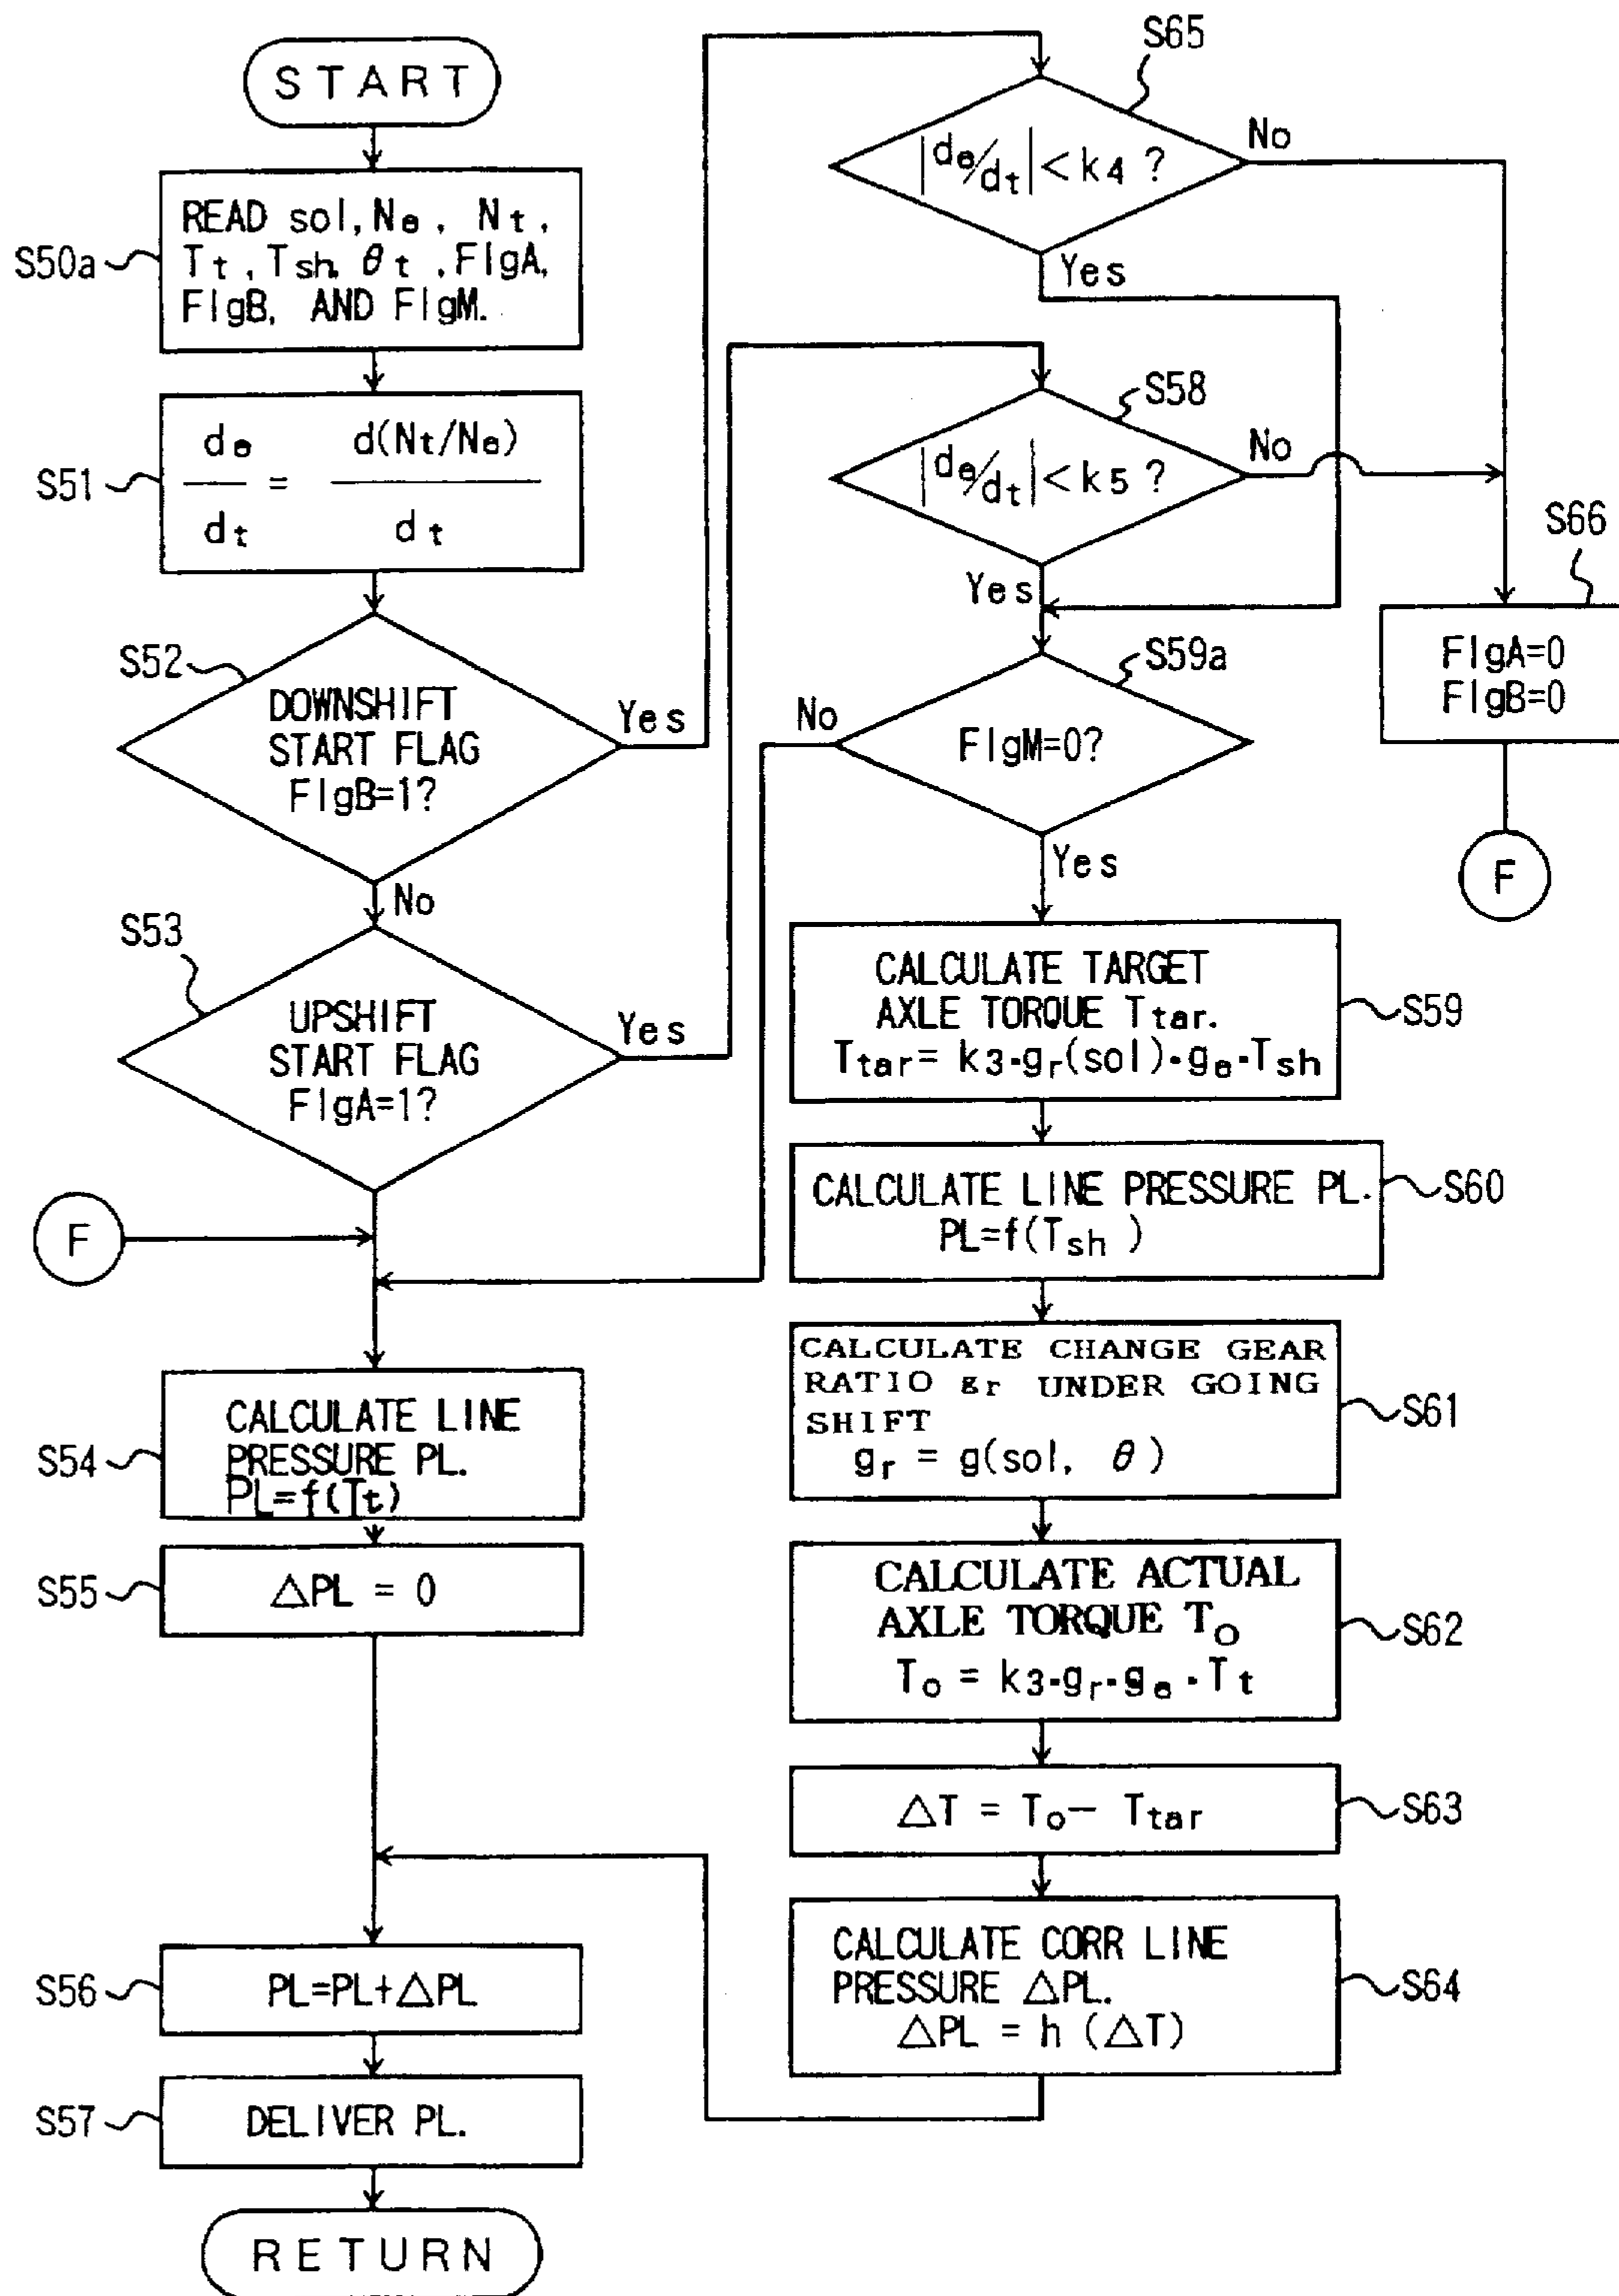 START
S50a
READ sol, Ne, Nt,
Tt, Tsh, θt, FlgA,
FlgB, AND FlgM.
S51
de/dt = d(Nt/Ne)/dt
S52
DOWNSHIFT
START FLAG
FlgB=1?
Yes
No
S53
UPSHIFT
START FLAG
FlgA=1?
Yes
F
S54
CALCULATE LINE
PRESSURE PL.
PL=f(Tt)
S55
△PL = 0
S56
PL=PL+△PL
S57
DELIVER PL.
RETURN
S65
|de/dt|<k4 ?
No
Yes
S58
|de/dt|<k5 ?
No
Yes
S66
FlgA=0
FlgB=0
F
S59a
FlgM=0?
No
Yes
CALCULATE TARGET
AXLE TORQUE Ttar.
Ttar= k3·gr(sol)·ge·Tsh
S59
CALCULATE LINE PRESSURE PL.
PL=f(Tsh )
S60
CALCULATE CHANGE GEAR
RATIO gr UNDER GOING
SHIFT
gr = g(sol, θ)
S61
CALCULATE ACTUAL
AXLE TORQUE TO
To = k3·gr·ge·Tt
S62
△T = To− Ttar
S63
CALCULATE CORR LINE
PRESSURE △PL.
△PL = h (△T)
S64